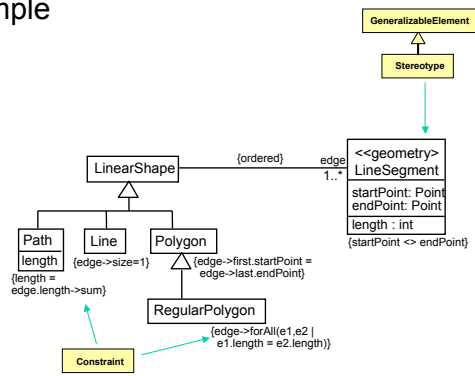 mple
GeneralizableElement
Stereotype
{ordered}
edge
1..*
<<geometry>>
LineSegment
startPoint: Point
endPoint: Point
length : int
{startPoint <> endPoint}
LinearShape
Path
length
{length =
edge.length->sum}
Line
{edge->size=1}
Polygon
{edge->first.startPoint =
edge->last.endPoint}
RegularPolygon
{edge->forAll(e1,e2 |
e1.length = e2.length)}
Constraint